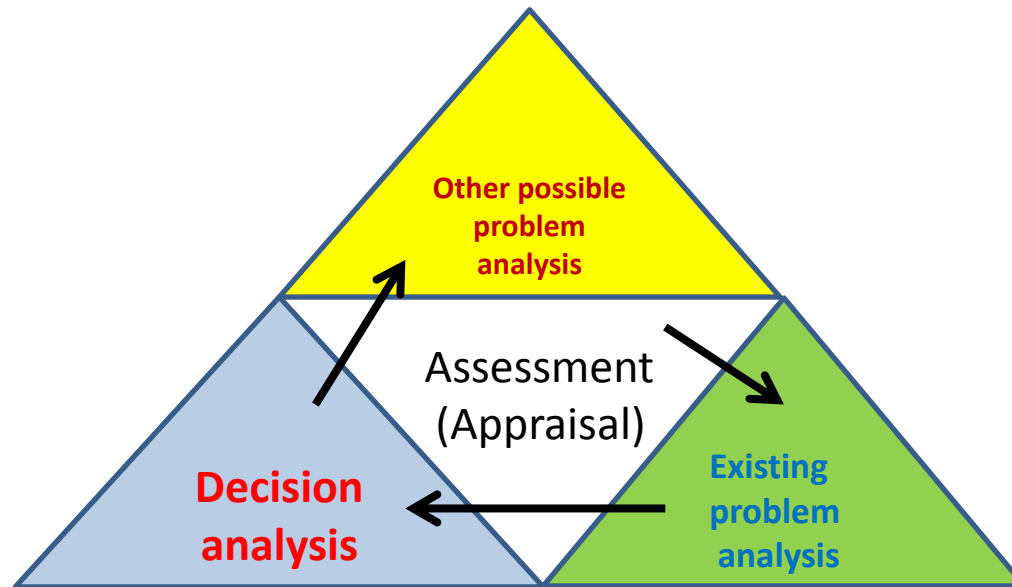 Other possible
problem
analysis
Assessment
(Appraisal)
Decision
analysis
Existing
problem
analysis